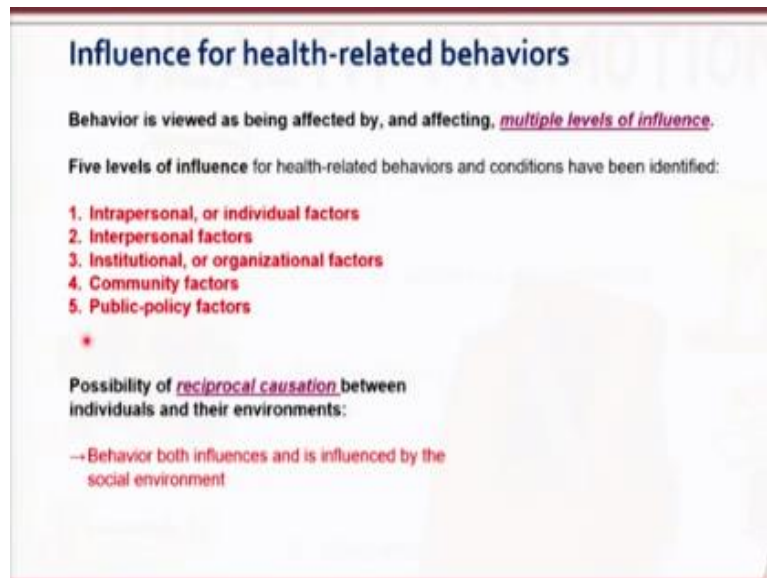 Influence for health-related behaviors
Behavior is viewed as being affected by, and affecting, multiple levels of influence.
Five levels of influence for health-related behaviors and conditions have been identified:
1. Intrapersonal, or individual factors
2. Interpersonal factors
3. Institutional, or organizational factors
4. Community factors
5. Public-policy factors
Possibility of reciprocal causation between
individuals and their environments:
→Behavior both influences and is influenced by the
social environment